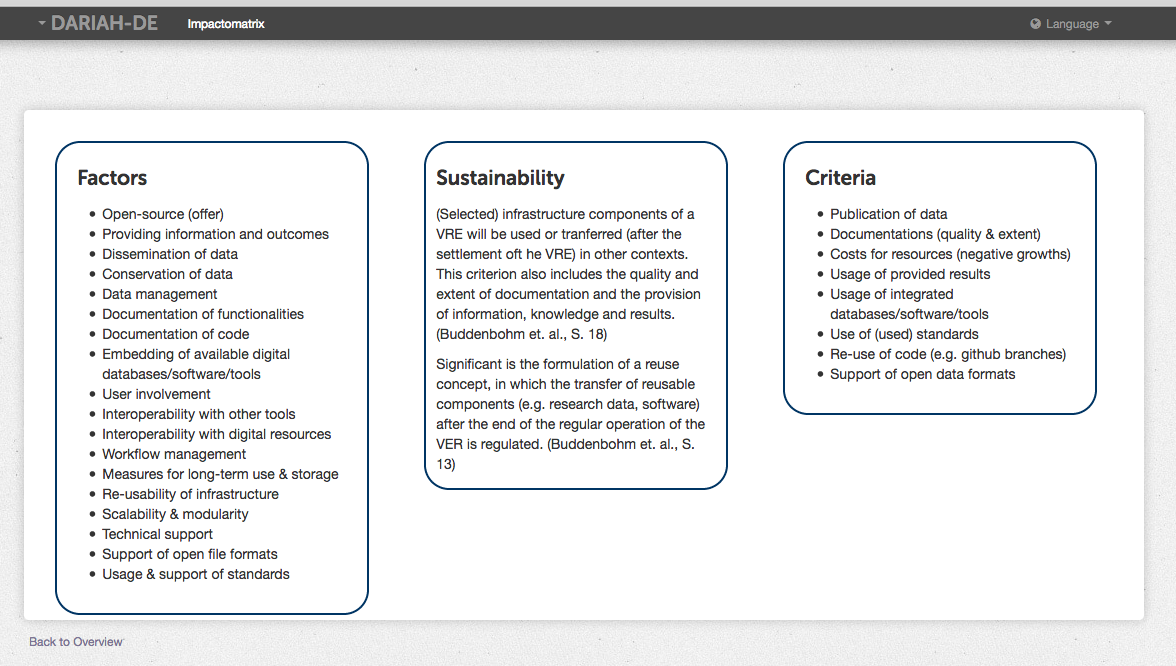 DARIAH-DE Impactomatrix Language
Factors
Open-source (offer)
Providing information and outcomes
Dissemination of data
Conservation of data
Data management
Documentation of functionalities
Documentation of code
Embedding of available digital
databases/software/tools
User involvement
Interoperability with other tools
Interoperability with digital resources
Workflow management
Measures for long-term use & storage
Re-usability of infrastructure
Scalability & modularity
Technical support
Support of open file formats
Usage & support of standards
Sustainability
(Selected) infrastructure components of a
VRE will be used or tranferred (after the
settlement oft he VRE) in other contexts.
This criterion also includes the quality and
extent of documentation and the provision
of information, knowledge and results.
(Buddenbohm et. al., S. 18)
Significant is the formulation of a reuse
concept, in which the transfer of reusable
components (e.g. research data, software)
after the end of the regular operation of the
VER is regulated. (Buddenbohm et. al., S.
13)
Criteria
Publication of data
Documentations (quality & extent)
Costs for resources (negative growths)
Usage of provided results
Usage of integrated
databases/software/tools
Use of (used) standards
Re-use of code (e.g. github branches)
Support of open data formats
Back to Overview